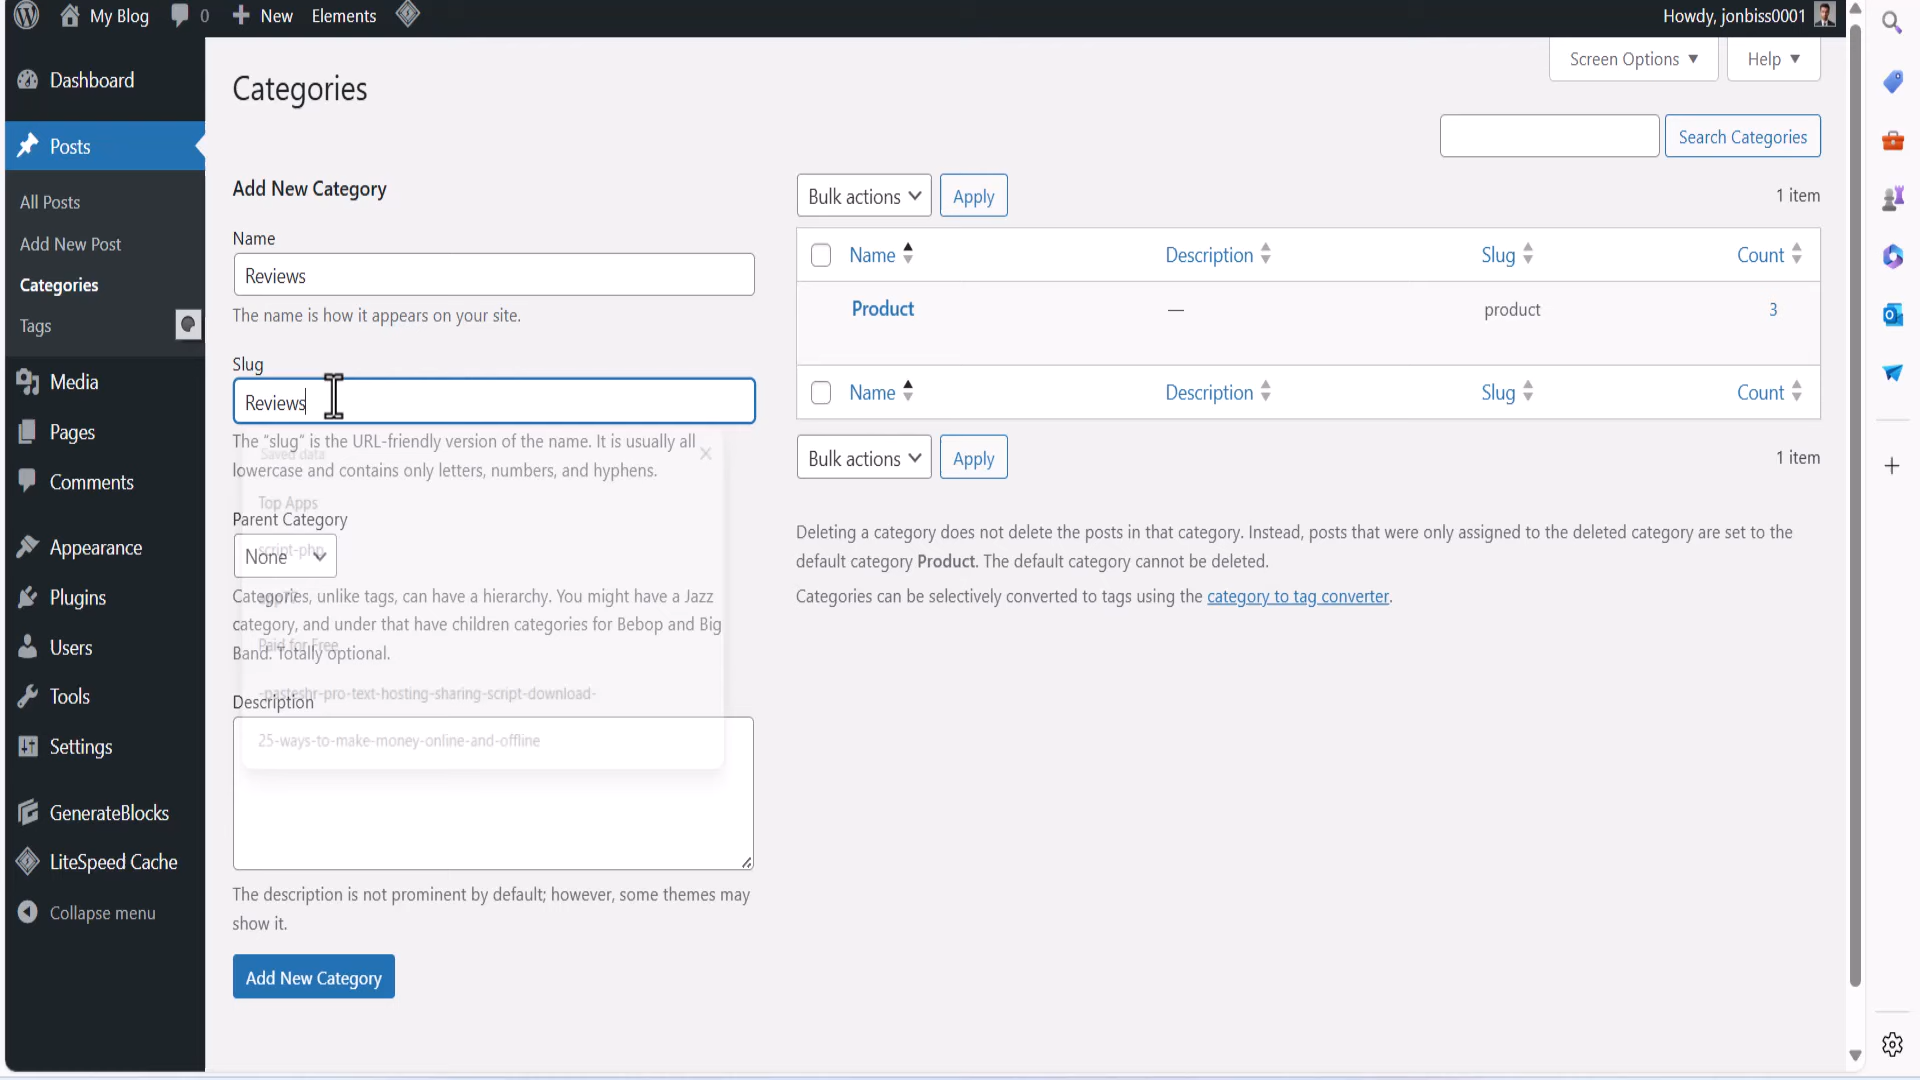 My Blog 0 New Elements Howdy, jonbiss0001
Screen Options Help
Dashboard
Posts
All Posts
Add New Post
Categories
Tags
Media
Pages
Comments
Appearance
Plugins
Users
Tools
Settings
GenerateBlocks
LiteSpeed Cache
Collapse menu
Categories
Search Categories
Add New Category
Name
Reviews
The name is how it appears on your site.
Slug
Reviews
The “slug” is the URL-friendly version of the name. It is usually all
lowercase and contains only letters, numbers, and hyphens.
Saved data
Top Apps
Parent Category
script-php
None
Categories, unlike tags, can have a hierarchy. You might have a Jazz
category, and under that have children categories for Bebop and Big
Band. Totally optional.
Paid for Free
-pasteshr-pro-text-hosting-sharing-script-download-
Description
25-ways-to-make-money-online-and-offline
The description is not prominent by default; however, some themes may
show it.
Add New Category
Bulk actions Apply 1 item
Name Description Slug Count
Product — product 3
Name Description Slug Count
Bulk actions Apply 1 item
Deleting a category does not delete the posts in that category. Instead, posts that were only assigned to the deleted category are set to the
default category Product. The default category cannot be deleted.
Categories can be selectively converted to tags using the category to tag converter.